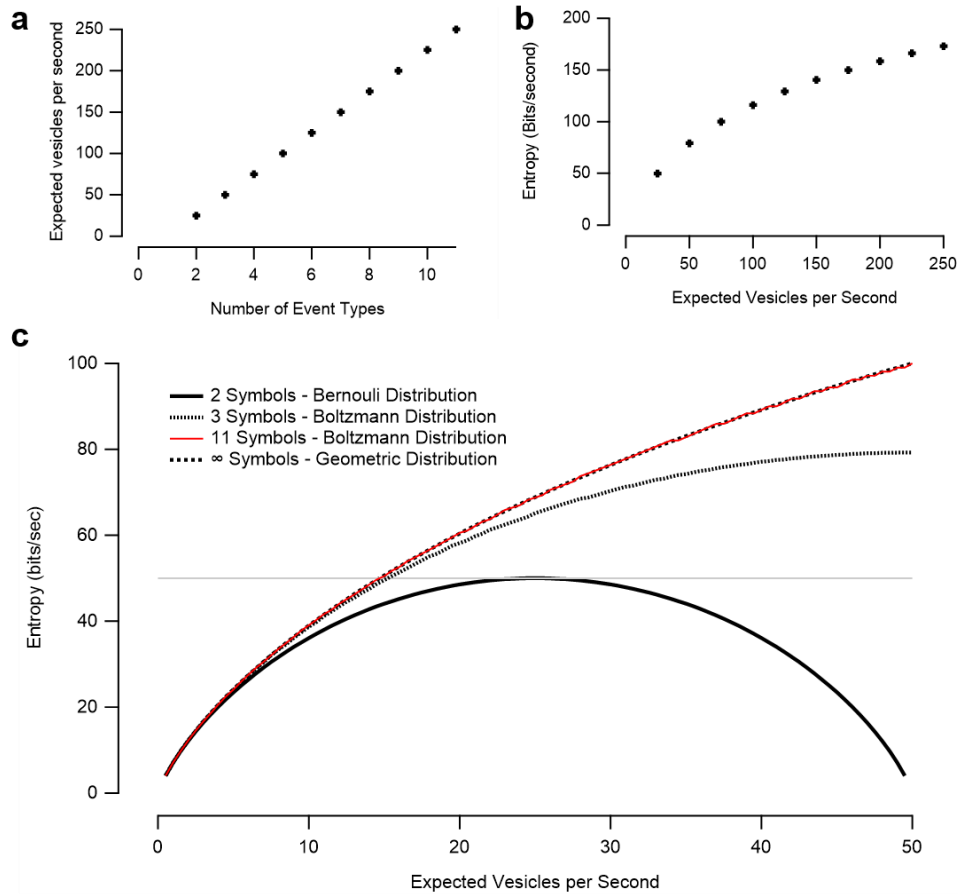 a
Expected vesicles per second
250
200
150
100
50
0
0 2 4 6 8 10
Number of Event Types
b
Entropy (Bits/second)
200
150
100
50
0
0 50 100 150 200 250
Expected Vesicles per Second
c
Entropy (bits/sec)
100
80
60
40
20
0
2 Symbols - Bernouli Distribution
3 Symbols - Boltzmann Distribution
11 Symbols - Boltzmann Distribution
∞ Symbols - Geometric Distribution
0 10 20 30 40 50
Expected Vesicles per Second